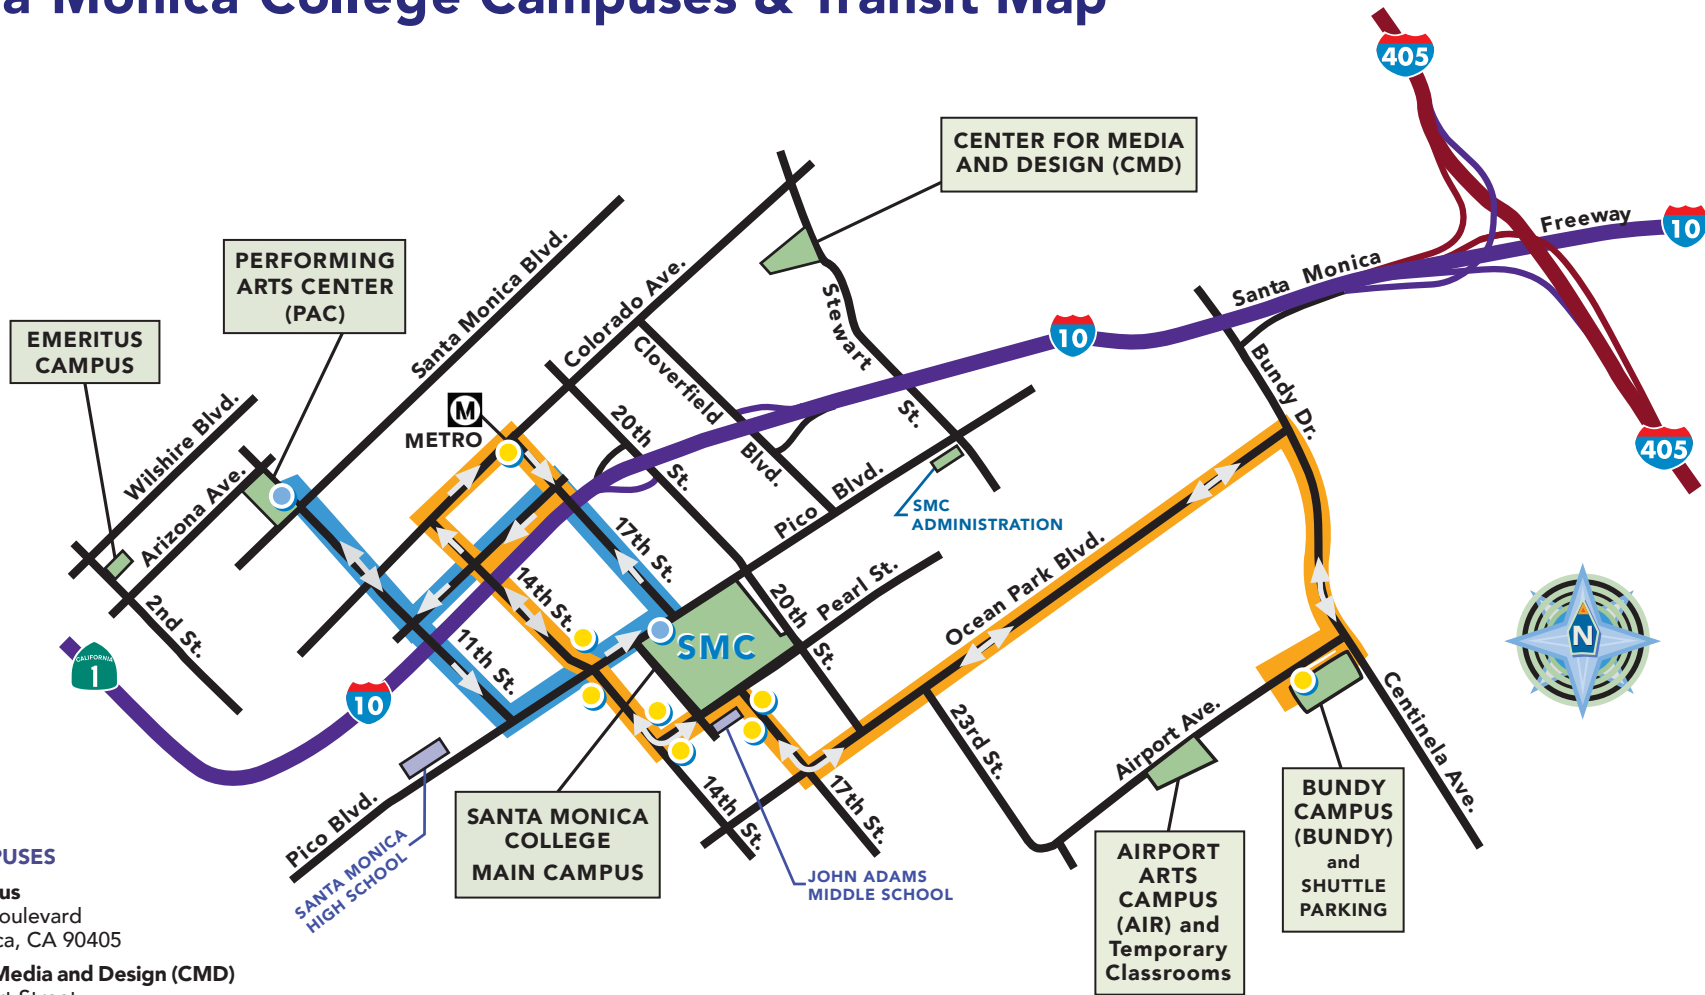 a Monica College Campuses & Transit Map
405
CENTER FOR MEDIA
AND DESIGN (CMD)
Freeway
10
Santa Monica
10
405
PERFORMING
ARTS CENTER
(PAC)
EMERITUS
CAMPUS
Santa Monica Blvd.
Colorado Ave.
Stewart
St.
Cloverfield
Blvd.
Bundy Dr.
Wilshire Blvd.
Arizona Ave.
M
METRO
20th
St.
Pico Blvd.
SMC
ADMINISTRATION
17th St.
14th St.
11th St.
2nd St.
20th
St.
Pearl St.
Ocean Park Blvd.
SMC
N
CALIFORNIA
1
10
23rd St.
Airport Ave.
Centinela Ave.
14th
St.
17th St.
Pico Blvd.
SANTA MONICA
HIGH SCHOOL
SANTA MONICA
COLLEGE
MAIN CAMPUS
JOHN ADAMS
MIDDLE SCHOOL
AIRPORT
ARTS
CAMPUS
(AIR) and
Temporary
Classrooms
BUNDY
CAMPUS
(BUNDY)
and
SHUTTLE
PARKING
PUSES
us
oulevard
ca, CA 90405
Media and Design (CMD)